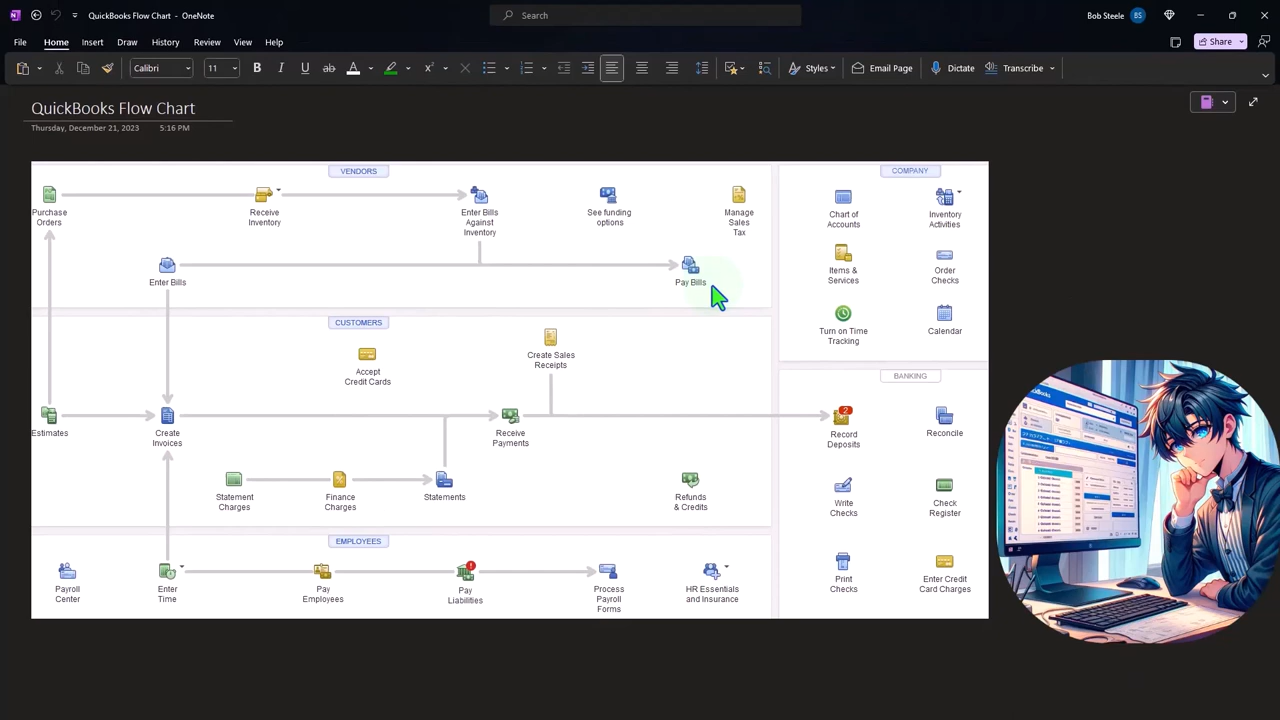 QuickBooks Flow Chart - OneNote
Search
Bob Steele
BS
File
Home
Insert
Draw
History
Review
View
Help
Share
Calibri
11
Styles
Email Page
Dictate
Transcribe
QuickBooks Flow Chart
Thursday, December 21, 2023
5:16 PM
VENDORS
Purchase
Orders
Receive
Inventory
Enter Bills
Against
Inventory
See funding
options
Manage
Sales
Tax
Enter Bills
Pay Bills
CUSTOMERS
Accept
Credit Cards
Create Sales
Receipts
Estimates
Create
Invoices
Receive
Payments
Statement
Charges
Finance
Charges
Statements
Refunds
& Credits
EMPLOYEES
Payroll
Center
Enter
Time
Pay
Employees
Pay
Liabilities
Process
Payroll
Forms
HR Essentials
and Insurance
COMPANY
Chart of
Accounts
Inventory
Activities
Items &
Services
Order
Checks
Turn on Time
Tracking
Calendar
BANKING
2
Record
Deposits
Reconcile
Write
Checks
Check
Register
Print
Checks
Enter Credit
Card Charges